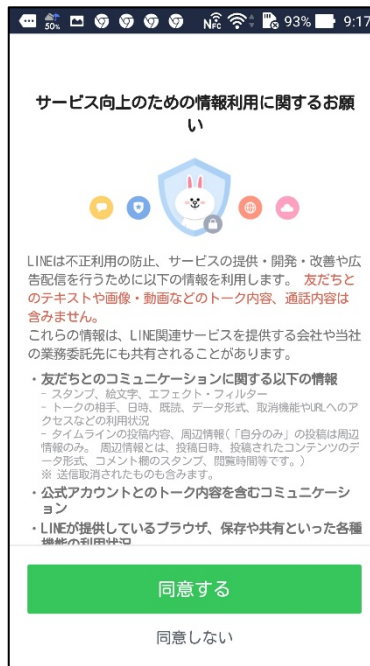 50%
NFC
93%
9:17
サービス向上のための情報利用に関するお願
い
LINEは不正利用の防止、サービスの提供・開発・改善や広
告配信を行うために以下の情報を利用します。 友だちと
のテキストや画像・動画などのトーク内容、通話内容は
含みません。
これらの情報は、LINE関連サービスを提供する会社や当社
の業務委託先にも共有されることがあります。
・友だちとのコミュニケーションに関する以下の情報
- スタンプ、絵文字、エフェクト・フィルター
- トークの相手、日時、既読、データ形式、取消機能やURLへのア
クセスなどの利用状況
- タイムラインの投稿内容、周辺情報(「自分のみ」の投稿は周辺
情報のみ。 周辺情報とは、投稿日時、投稿されたコンテンツのデ
ータ形式、コメント欄のスタンプ、閲覧時間等です。)
※ 送信取消されたものも含みます。
・公式アカウントとのトーク内容を含むコミュニケーシ
ョン
・LINEが提供しているブラウザ、保存や共有といった各種
機能の利用状況
同意する
同意しない